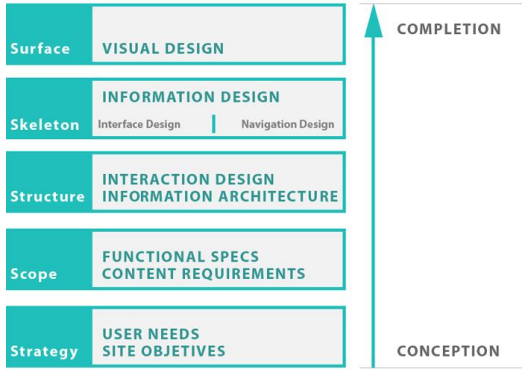 COMPLETION
Surface
VISUAL DESIGN
INFORMATION DESIGN
Skeleton
Interface Design
Navigation Design
INTERACTION DESIGN
Structure
INFORMATION ARCHITECTURE
FUNCTIONAL SPECS
Scope
CONTENT REQUIREMENTS
USER NEEDS
Strategy
SITE OBJETIVES
CONCEPTION